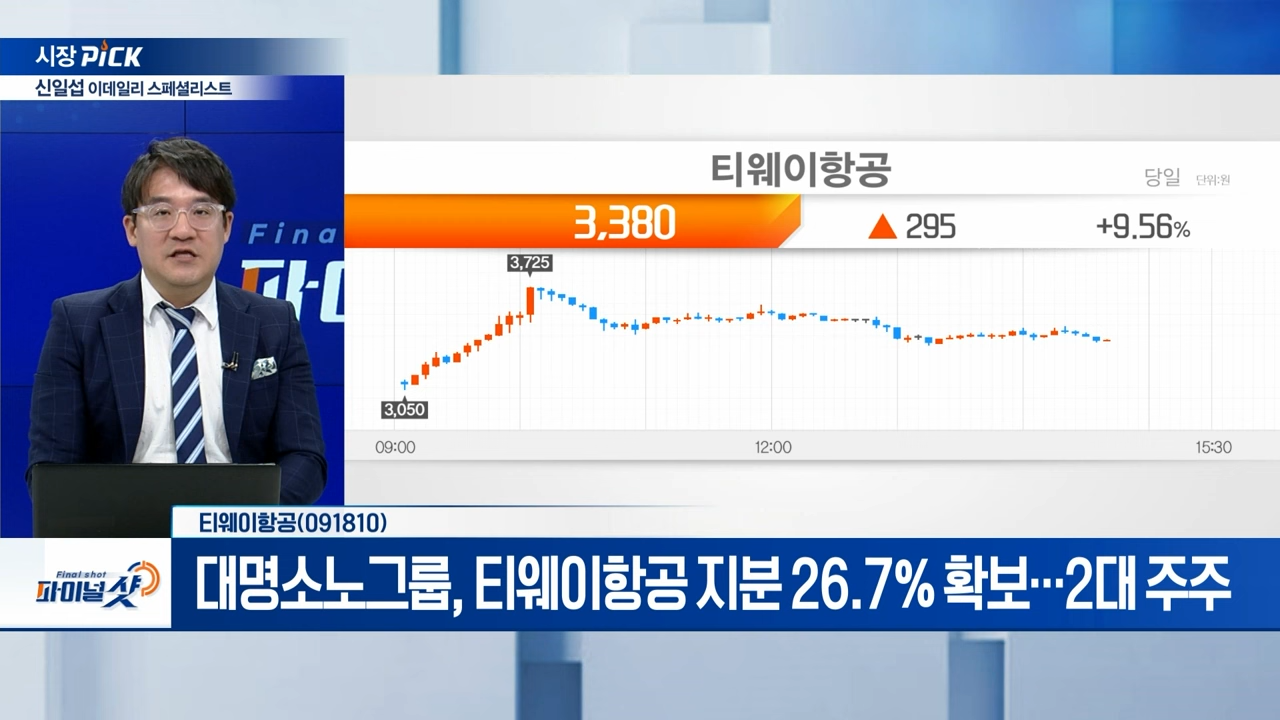 시장 PICK
신일섭 이데일리 스페셜리스트
Fina
파이
티웨이항공
당일 단위:원
3,380 ▲ 295 +9.56%
3,725
3,050
09:00 12:00 15:30
티웨이항공(091810)
Final shot
파이널샷
대명소노그룹, 티웨이항공 지분 26.7% 확보…2대 주주